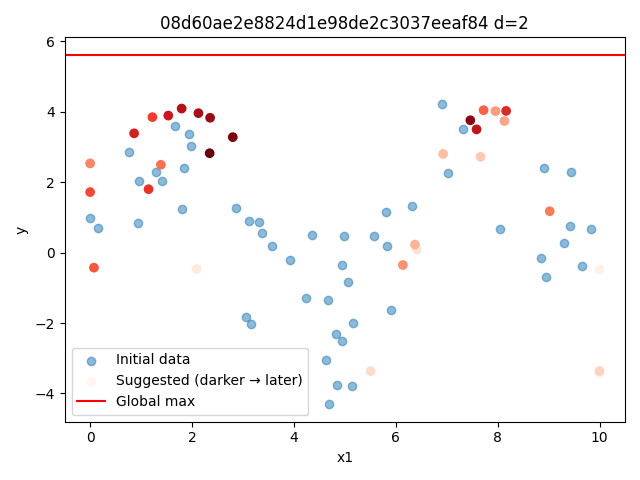 08d60ae2e8824d1e98de2c3037eeaf84 d=2
6
4
2
0
−2
−4
y
Initial data
Suggested (darker → later)
Global max
0
2
4
6
8
10
x1